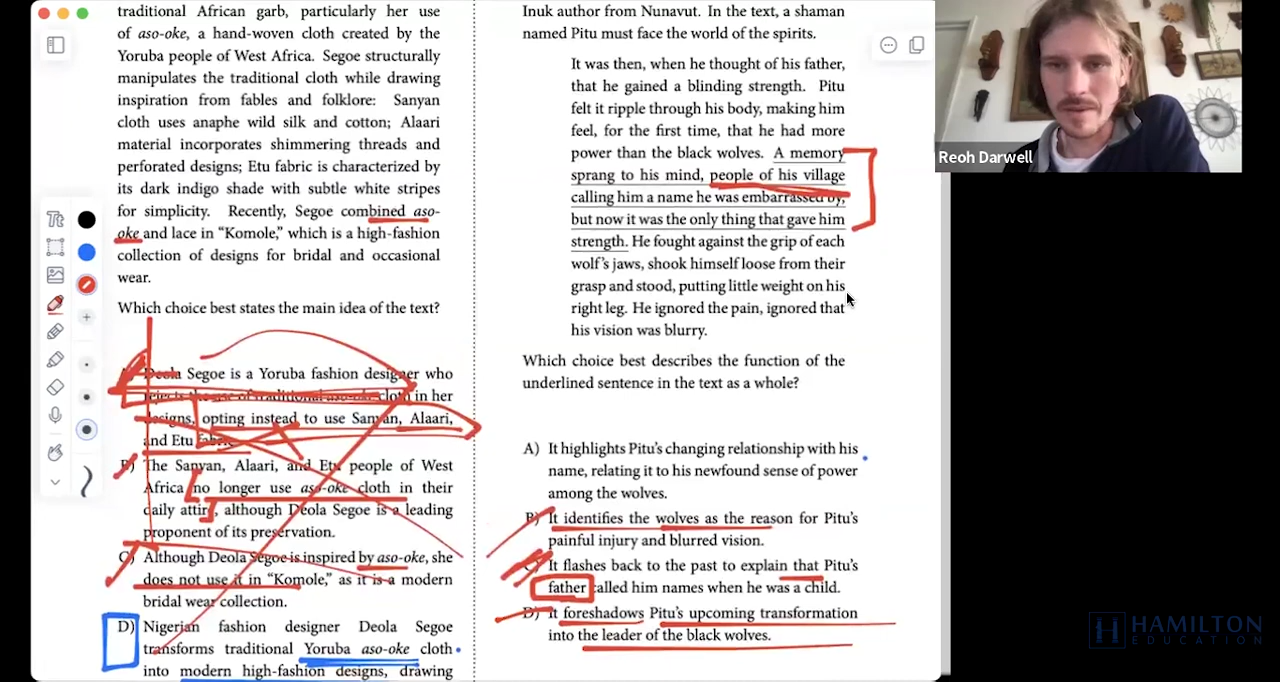 traditional African garb, particularly her use
of aso-oke, a hand-woven cloth created by the
Yoruba people of West Africa. Segoe structurally
manipulates the traditional cloth while drawing
inspiration from fables and folklore: Sanyan
cloth uses anaphe wild silk and cotton; Alaari
material incorporates shimmering threads and
perforated designs; Etu fabric is characterized by
its dark indigo shade with subtle white stripes
for simplicity. Recently, Segoe combined aso-
oke and lace in “Komole,” which is a high-fashion
collection of designs for bridal and occasional
wear.
Which choice best states the main idea of the text?
Deola Segoe is a Yoruba fashion designer who
rejects the use of traditional aso-oke cloth in her
designs, opting instead to use Sanyan, Alaari,
and Etu fabric.
B) The Sanyan, Alaari, and Etu people of West
Africa no longer use aso-oke cloth in their
daily attire, although Deola Segoe is a leading
proponent of its preservation.
C) Although Deola Segoe is inspired by aso-oke, she
does not use it in “Komole,” as it is a modern
bridal wear collection.
D) Nigerian fashion designer Deola Segoe
transforms traditional Yoruba aso-oke cloth
into modern high-fashion designs, drawing
Inuk author from Nunavut. In the text, a shaman
named Pitu must face the world of the spirits.
It was then, when he thought of his father,
that he gained a blinding strength. Pitu
felt it ripple through his body, making him
feel, for the first time, that he had more
power than the black wolves. A memory
sprang to his mind, people of his village
calling him a name he was embarrassed by,
but now it was the only thing that gave him
strength. He fought against the grip of each
wolf’s jaws, shook himself loose from their
grasp and stood, putting little weight on his
right leg. He ignored the pain, ignored that
his vision was blurry.
Which choice best describes the function of the
underlined sentence in the text as a whole?
A) It highlights Pitu’s changing relationship with his
name, relating it to his newfound sense of power
among the wolves.
B) It identifies the wolves as the reason for Pitu’s
painful injury and blurred vision.
C) It flashes back to the past to explain that Pitu’s
father called him names when he was a child.
D) It foreshadows Pitu’s upcoming transformation
into the leader of the black wolves.
Reoh Darwell
Tt
HAMILTON
EDUCATION